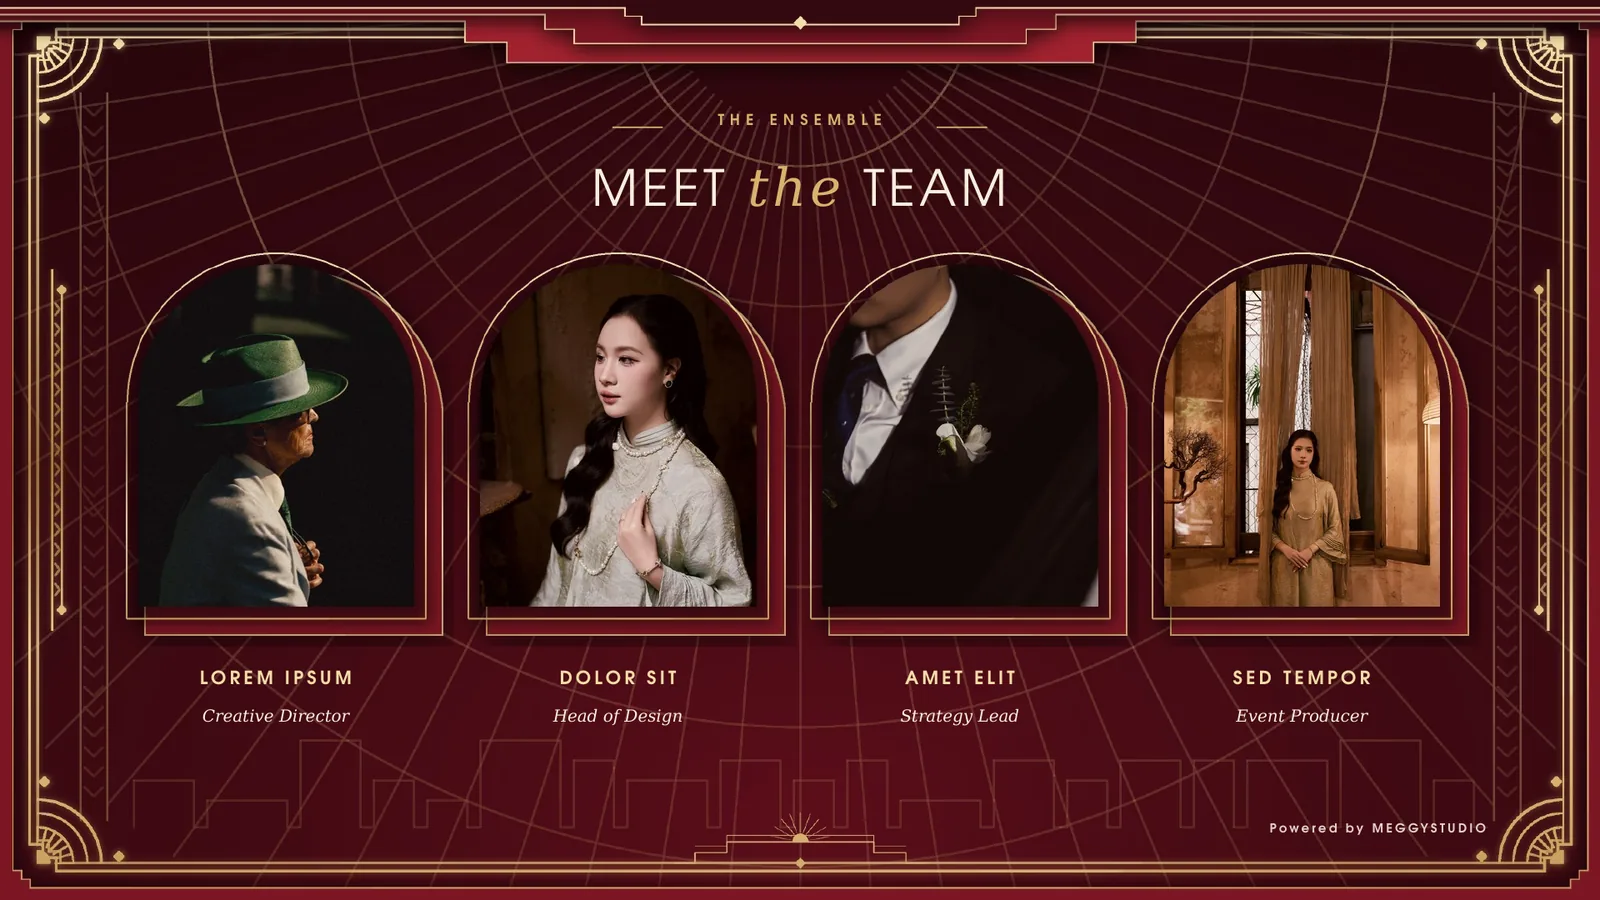 THE ENSEMBLE
MEET the TEAM
LOREM IPSUM
Creative Director
DOLOR SIT
Head of Design
AMET ELIT
Strategy Lead
SED TEMPOR
Event Producer
Powered by MEGGYSTUDIO